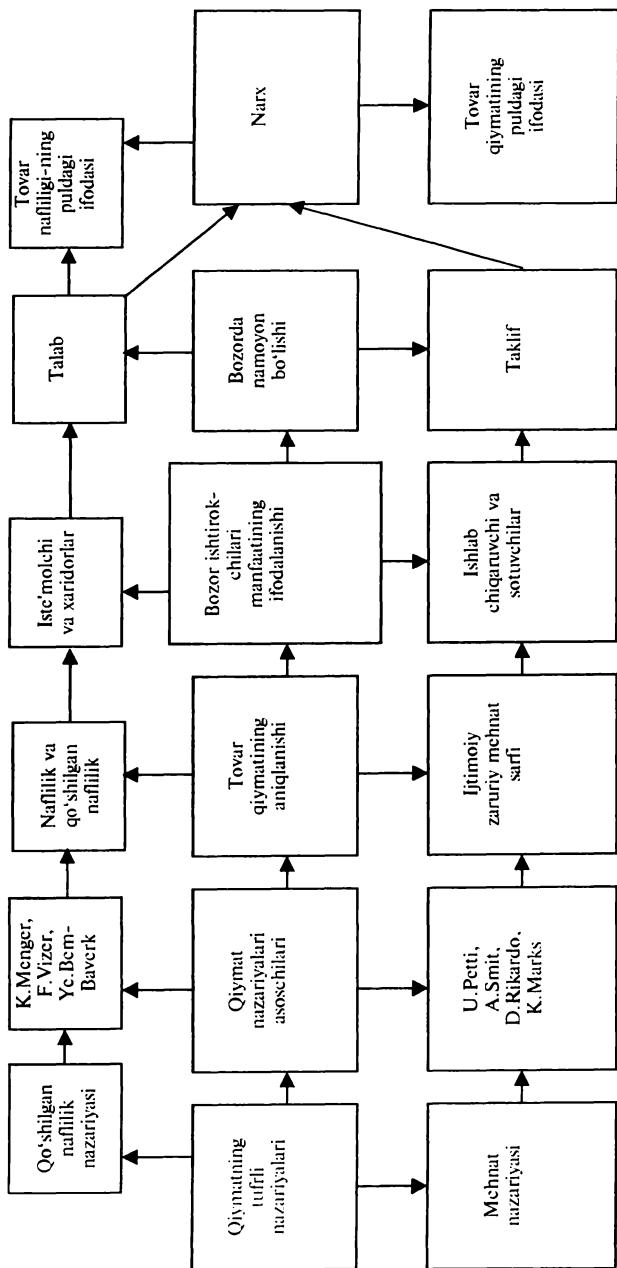 Qo‘shilgan
naflilik
nazariyasi
K.Menger,
F.Vizer,
Ye.Bem-
Baverk
Naflilik va
qo‘shilgan
naflilik
Iste'molchi
va xaridorlar
Talab
Tovar
nafliligi-ning
puldagi
ifodasi
Qiymatning
tufrli
nazariyalari
Qiymat
nazariyalari
asoschilari
Tovar
qiymatining
aniqlanishi
Bozor ishtirok-
chilari
manfaatining
ifodalanishi
Bozorda
namoyon
bo‘lishi
Narx
Mehnat
nazariyasi
U.Petti,
A.Smit,
D.Rikardo,
K.Marks
Ijtimoiy
zaruriy mehnat
sarfi
Ishlab
chiqaruvchi va
sotuvchilar
Taklif
Tovar
qiymatining
puldagi
ifodasi